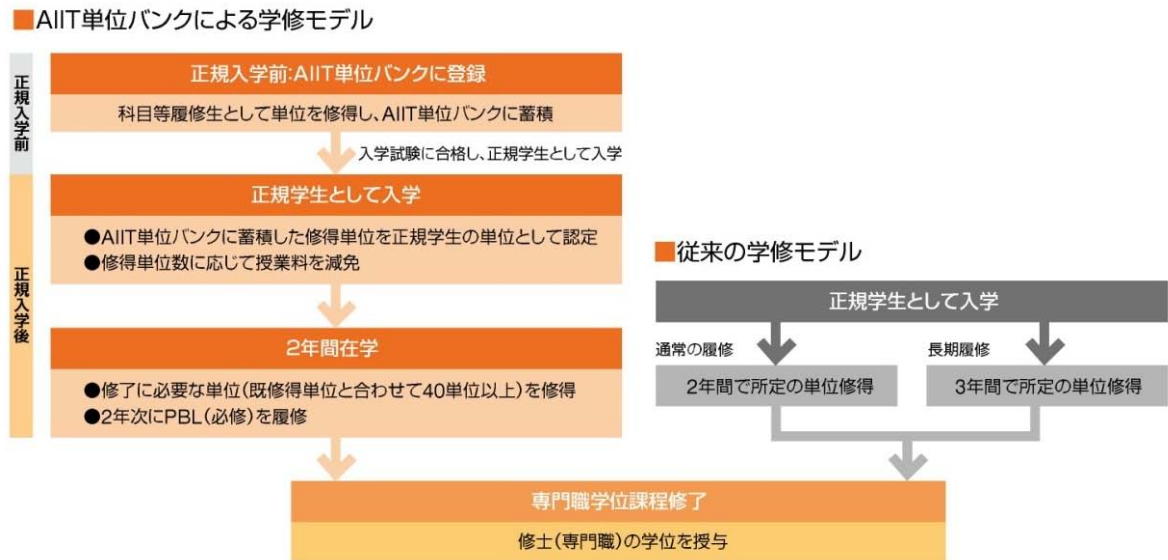 ■AIIT単位バンクによる学修モデル
正規入学前
正規入学前:AIIT単位バンクに登録
科目等履修生として単位を修得し、AIIT単位バンクに蓄積
入学試験に合格し、正規学生として入学
正規入学後
正規学生として入学
●AIIT単位バンクに蓄積した修得単位を正規学生の単位として認定
●修得単位数に応じて授業料を減免
2年間在学
●修了に必要な単位(既修得単位と合わせて40単位以上)を修得
●2年次にPBL(必修)を履修
■従来の学修モデル
正規学生として入学
通常の履修
長期履修
2年間で所定の単位修得
3年間で所定の単位修得
専門職学位課程修了
修士(専門職)の学位を授与